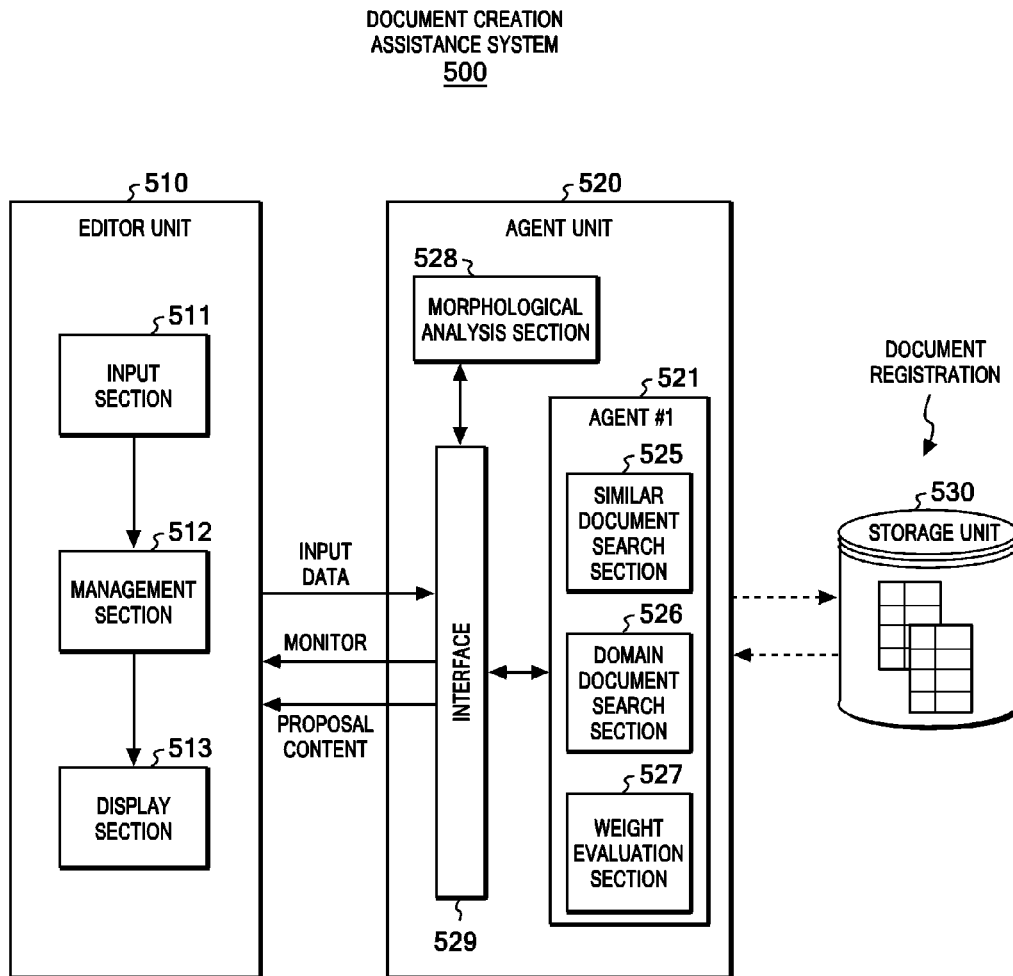 DOCUMENT CREATION
ASSISTANCE SYSTEM
500
510
EDITOR UNIT
511
INPUT
SECTION
512
MANAGEMENT
SECTION
513
DISPLAY
SECTION
INPUT
DATA
MONITOR
PROPOSAL
CONTENT
520
AGENT UNIT
528
MORPHOLOGICAL
ANALYSIS SECTION
INTERFACE
529
521
AGENT #1
525
SIMILAR
DOCUMENT
SEARCH
SECTION
526
DOMAIN
DOCUMENT
SEARCH
SECTION
527
WEIGHT
EVALUATION
SECTION
DOCUMENT
REGISTRATION
530
STORAGE UNIT